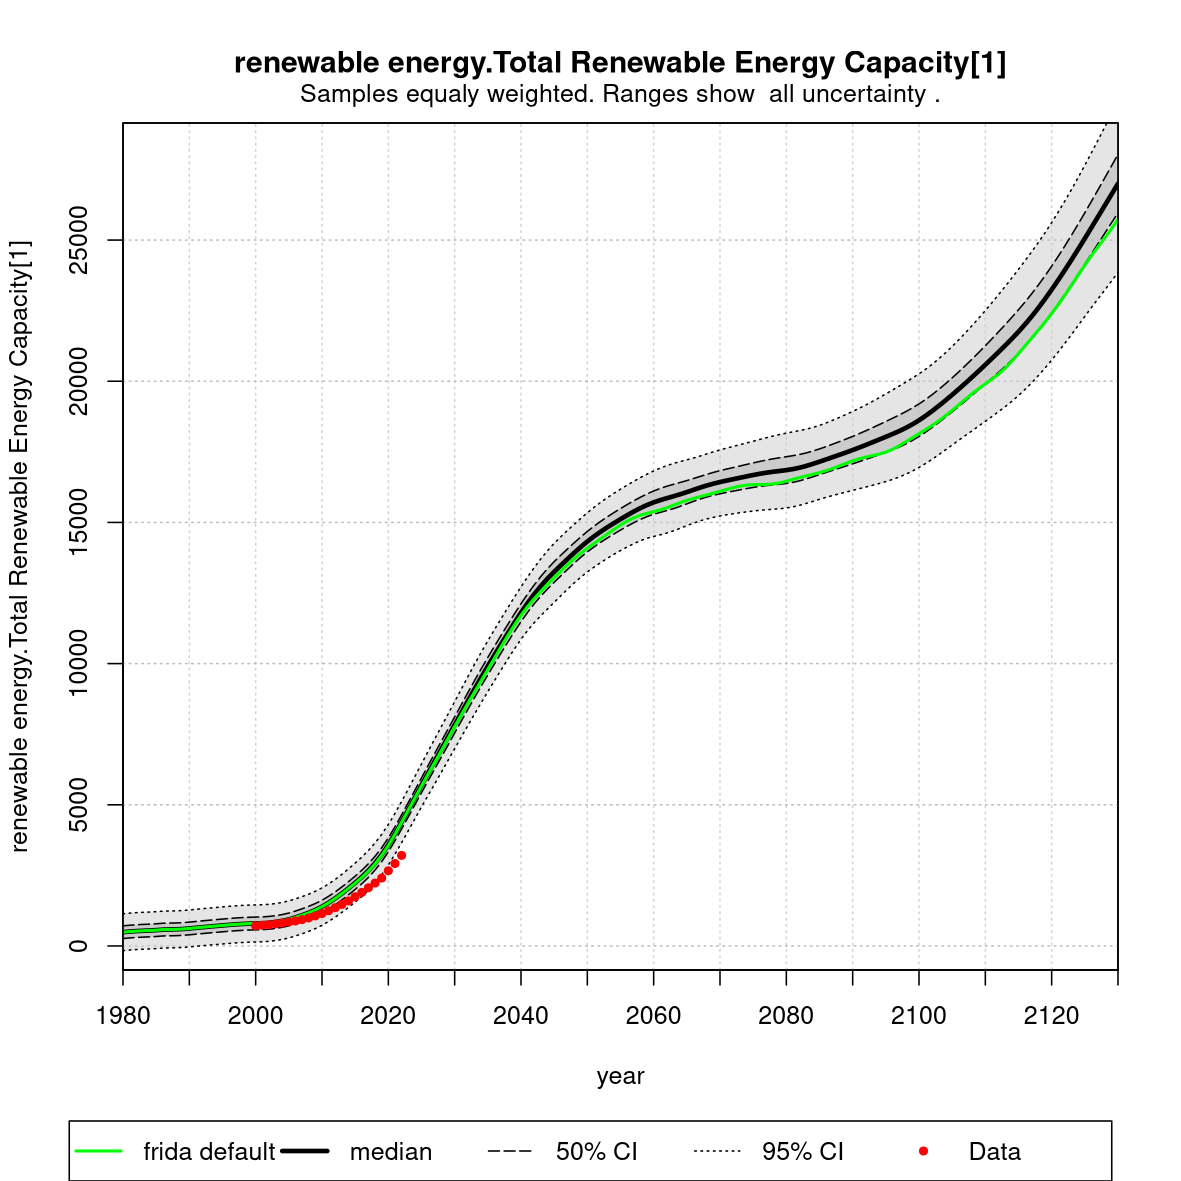 renewable energy.Total Renewable Energy Capacity[1]
Samples equaly weighted. Ranges show  all uncertainty .
renewable energy.Total Renewable Energy Capacity[1]
25000
20000
15000
10000
5000
0
1980 2000 2020 2040 2060 2080 2100 2120
year
frida default median 50% CI 95% CI Data